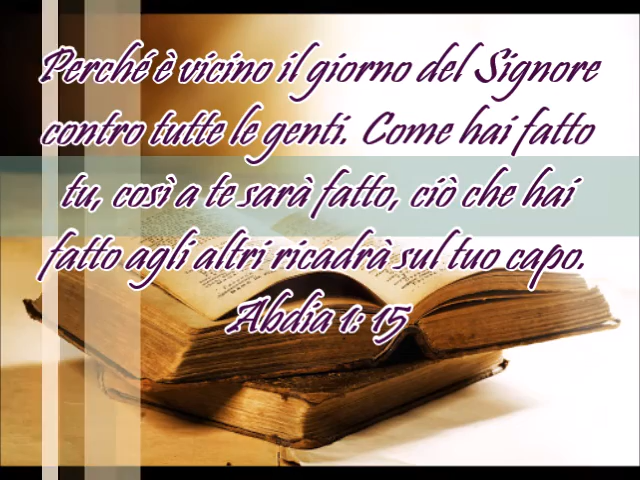 Perché è vicino il giorno del Signore
contro tutte le genti. Come hai fatto
tu, così a te sarà fatto, ciò che hai
fatto agli altri ricadrà sul tuo capo.
Abdia 1: 15